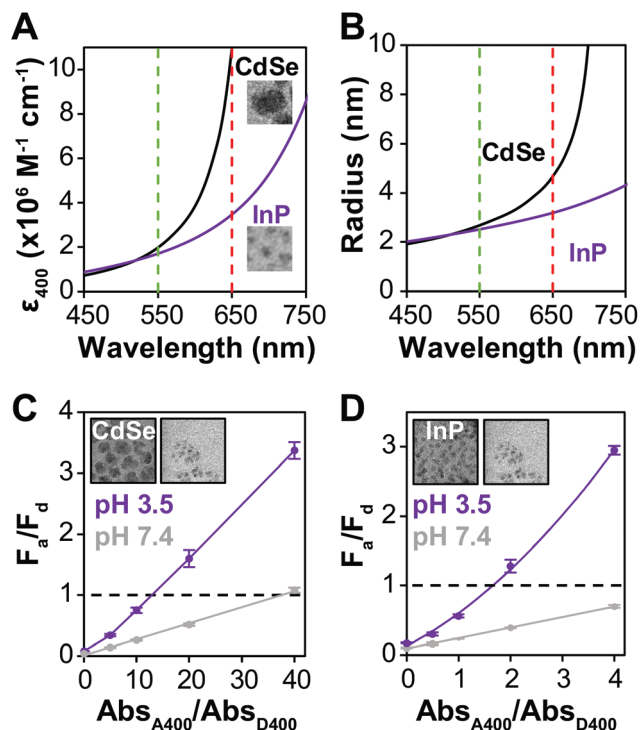 A
ε400 (x10⁶ M⁻¹ cm⁻¹)
10
8
6
4
2
0
CdSe
InP
450 550 650 750
Wavelength (nm)
B
Radius (nm)
10
8
6
4
2
0
CdSe
InP
450 550 650 750
Wavelength (nm)
C
Fa/Fd
4
3
2
1
0
CdSe
pH 3.5
pH 7.4
0 10 20 30 40
AbsA400/AbsD400
D
Fa/Fd
3
2
1
0
InP
pH 3.5
pH 7.4
0 1 2 3 4
AbsA400/AbsD400